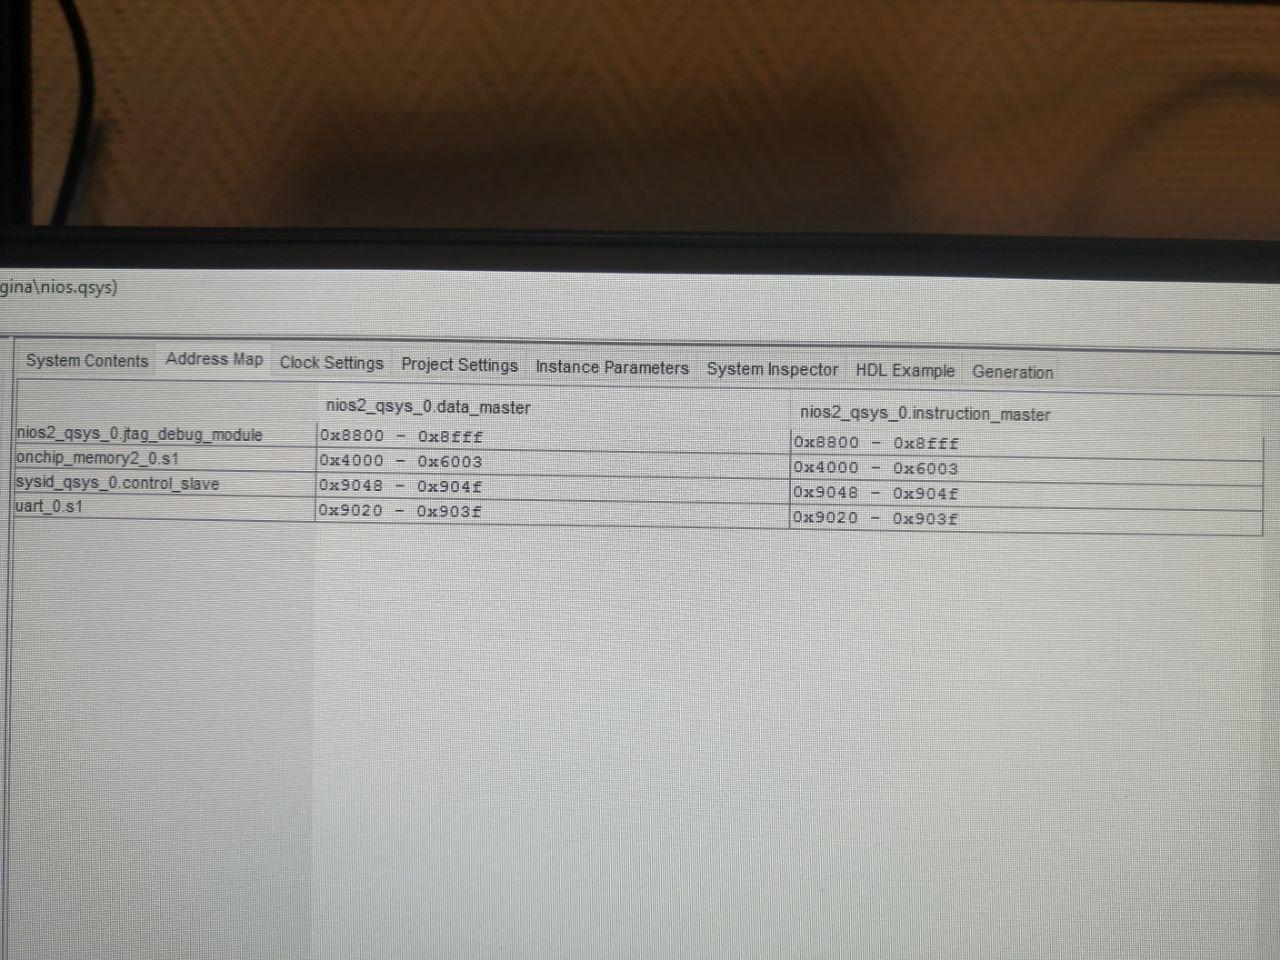 gina\nios.qsys)
System Contents Address Map Clock Settings Project Settings Instance Parameters System Inspector HDL Example Generation
nios2_qsys_0.data_master nios2_qsys_0.instruction_master
nios2_qsys_0.jtag_debug_module 0x8800 - 0x8fff 0x8800 - 0x8fff
onchip_memory2_0.s1 0x4000 - 0x6003 0x4000 - 0x6003
sysid_qsys_0.control_slave 0x9048 - 0x904f 0x9048 - 0x904f
uart_0.s1 0x9020 - 0x903f 0x9020 - 0x903f